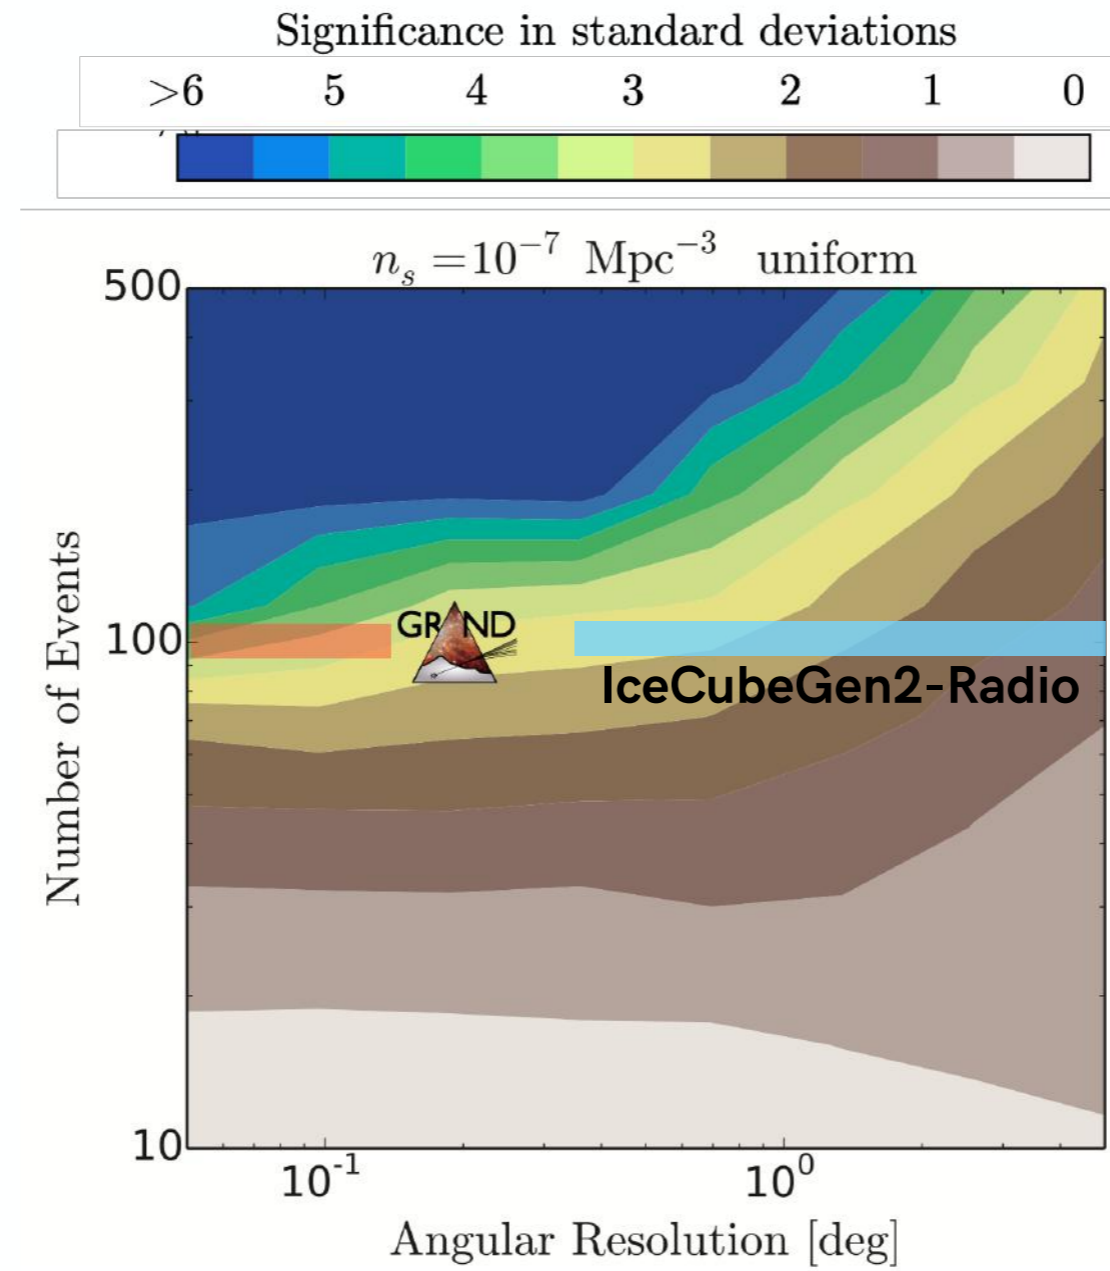 Significance in standard deviations
>6 5 4 3 2 1 0
n_s =10^{-7} Mpc^{-3} uniform
500
100
10
Number of Events
GRAND
IceCubeGen2-Radio
10^{-1} 10^{0}
Angular Resolution [deg]